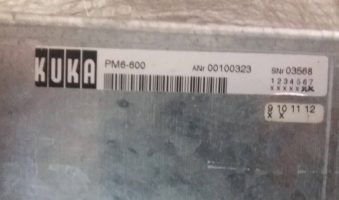 KUKA PM6-600 ANr 00100323 SNr 03568
1 2 3 4 5 6 7
x x x x x x x
9 10 11 12
x x